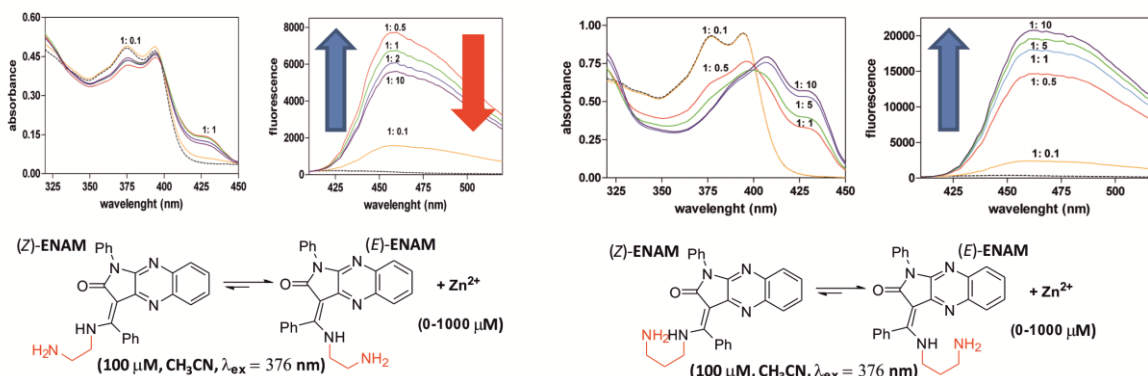 0.60
0.45
0.30
0.15
0.00
absorbance
1: 0.1
1: 1
320 350 375 400 425 450
wavelenght (nm)
8000
6000
4000
2000
0
fluorescence
1: 0.5
1: 1
1: 2
1: 10
1: 0.1
425 450 475 500
wavelenght (nm)
1.00
0.75
0.50
0.25
0.00
absorbance
1: 0.1
1: 0.5
1: 10
1: 5
1: 1
320 350 375 400 425 450
wavelenght (nm)
20000
15000
10000
5000
0
fluorescence
1: 10
1: 5
1: 1
1: 0.5
1: 0.1
425 450 475 500
wavelenght (nm)
(Z)-ENAM
Ph
N
N
O
N
NH
Ph
H2N
(E)-ENAM
Ph
N
N
O
N
Ph
NH
NH2
+ Zn2+
(0-1000 μM)
(100 μM, CH3CN, λex = 376 nm)
(Z)-ENAM
Ph
N
N
O
N
NH2
HN
Ph
(E)-ENAM
Ph
N
N
O
N
Ph
NH
NH2
+ Zn2+
(0-1000 μM)
(100 μM, CH3CN, λex = 376 nm)